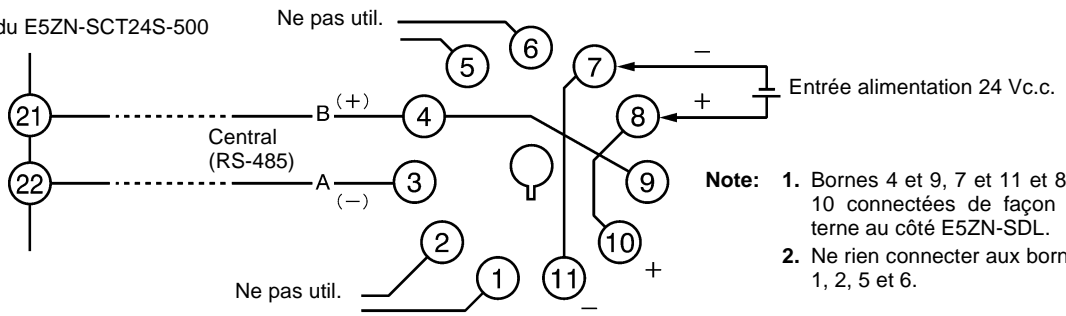 du E5ZN-SCT24S-500
Ne pas util.
5
6
7
−
Entrée alimentation 24 Vc.c.
+
8
21
B (+)
4
Central
(RS-485)
22
A
(−)
3
9
Note: 1. Bornes 4 et 9, 7 et 11 et 8
10 connectées de façon
terne au côté E5ZN-SDL.
2. Ne rien connecter aux born
1, 2, 5 et 6.
2
10
+
Ne pas util.
1
11
−